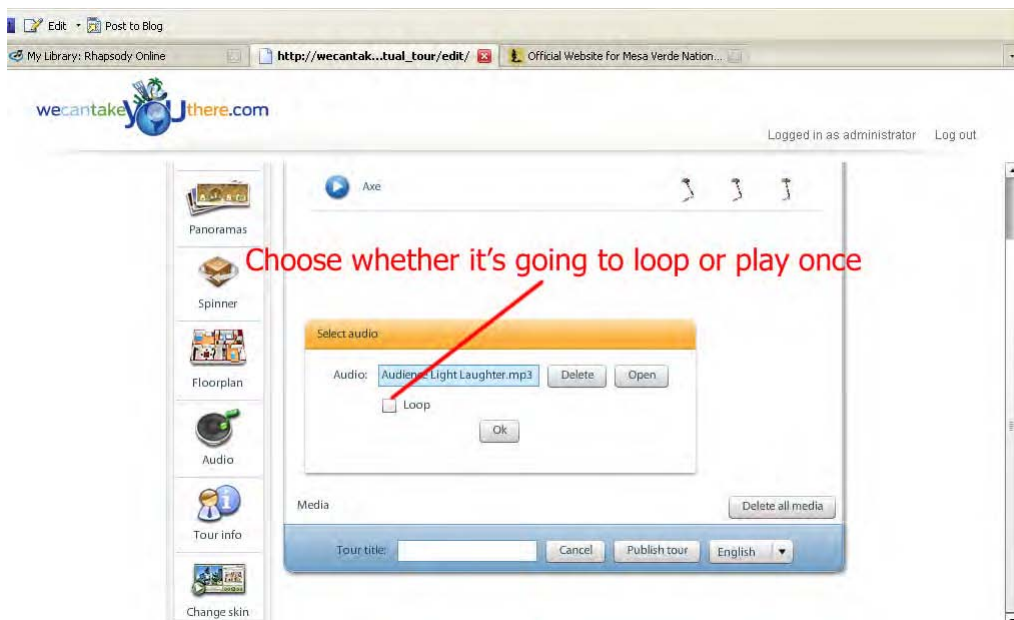 Edit Post to Blog
My Library: Rhapsody Online http://wecantak...tual_tour/edit/ Official Website for Mesa Verde Nation...
wecantakeyouthere.com
Logged in as administrator Log out
Axe
Panoramas
Choose whether it's going to loop or play once
Spinner
Select audio
Audio: Audience Light Laughter.mp3 Delete Open
Floorplan
Loop
Ok
Audio
Media Delete all media
Tour info
Tour title: Cancel Publish tour English
Change skin